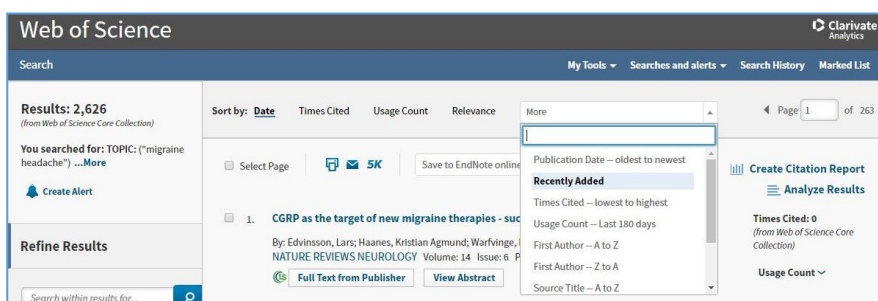 Web of Science
Clarivate
Analytics
Search
My Tools
Searches and alerts
Search History
Marked List
Results: 2,626
(from Web of Science Core Collection)
You searched for: TOPIC: ("migraine
headache") ...More
Create Alert
Refine Results
Search within results for...
Sort by: Date Times Cited Usage Count Relevance
More
Page 1 of 263
Select Page
5K
Save to EndNote online
Publication Date -- oldest to newest
Recently Added
Times Cited -- lowest to highest
Usage Count -- Last 180 days
First Author -- A to Z
First Author -- Z to A
Source Title -- A to Z
1. CGRP as the target of new migraine therapies - suc
By: Edvinsson, Lars; Haanes, Kristian Agmund; Warfvinge,
NATURE REVIEWS NEUROLOGY Volume: 14 Issue: 6 P
Full Text from Publisher
View Abstract
Create Citation Report
Analyze Results
Times Cited: 0
(from Web of Science Core
Collection)
Usage Count